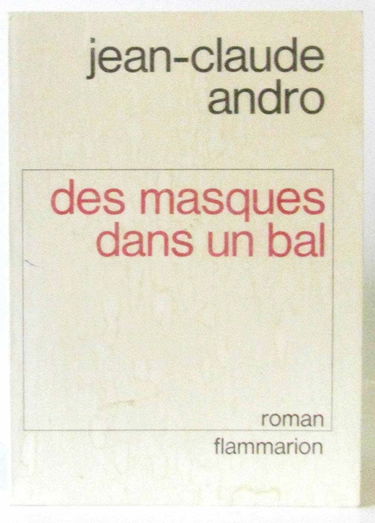 jean-claude
andro
des masques
dans un bal
roman
flammarion